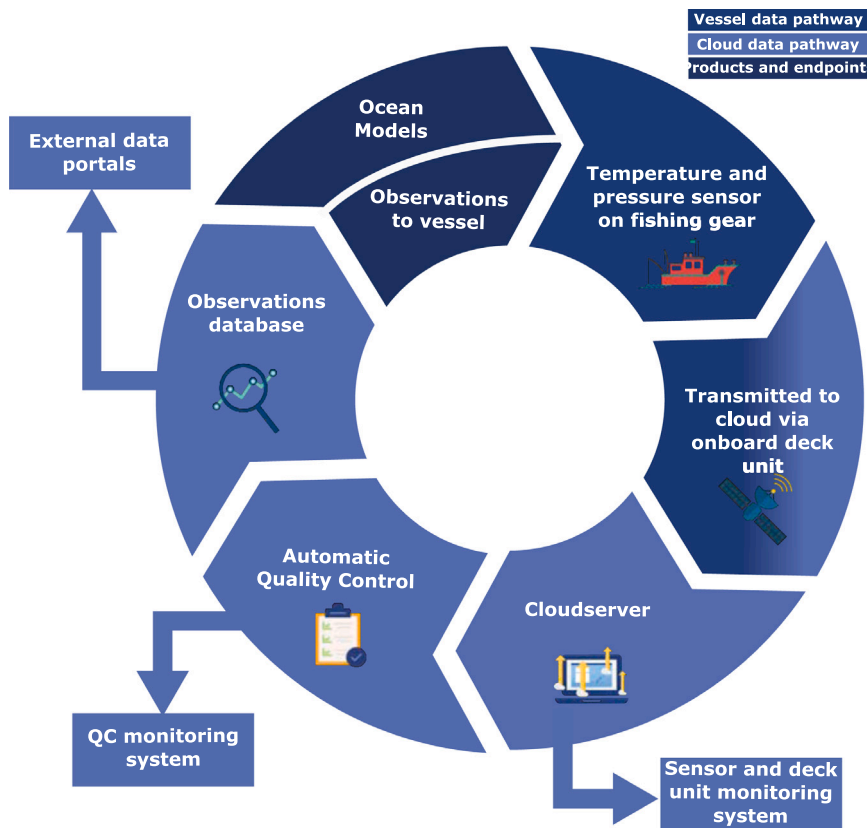 Vessel data pathway
Cloud data pathway
Products and endpoint
Ocean
Models
Observations
to vessel
Temperature and
pressure sensor
on fishing gear
Transmitted to
cloud via
onboard deck
unit
Cloudserver
Sensor and deck
unit monitoring
system
Automatic
Quality Control
QC monitoring
system
Observations
database
External data
portals